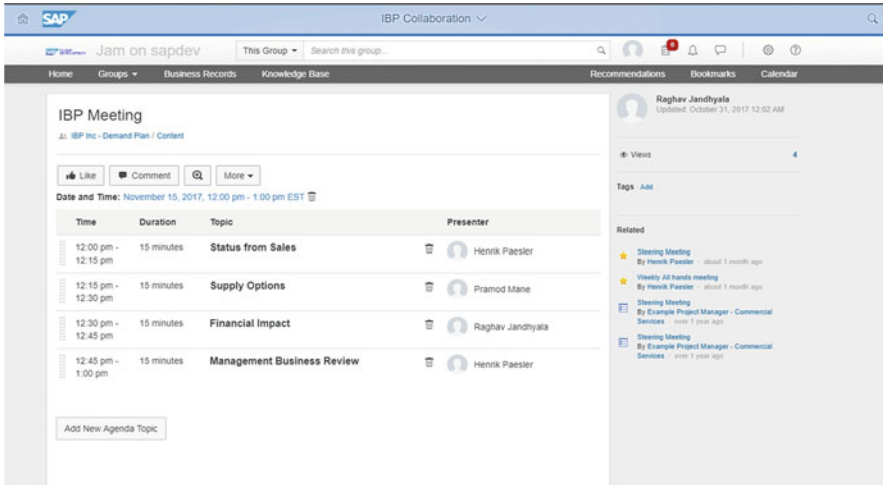 SAP
IBP Collaboration
Jam on sapdev
This Group
Search this group...
Home
Groups
Business Records
Knowledge Base
Recommendations
Bookmarks
Calendar
IBP Meeting
IBP Inc - Demand Plan / Content
Like
Comment
More
Date and Time: November 15, 2017, 12:00 pm - 1:00 pm EST
Time Duration Topic Presenter
12:00 pm - 15 minutes Status from Sales Henrik Paesler
12:15 pm
12:15 pm - 15 minutes Supply Options Pramod Mane
12:30 pm
12:30 pm - 15 minutes Financial Impact Raghav Jandhyala
12:45 pm
12:45 pm - 15 minutes Management Business Review Henrik Paesler
1:00 pm
Add New Agenda Topic
Raghav Jandhyala
Updated: October 31, 2017 12:02 AM
Views 4
Tags Add
Related
Steering Meeting
By Henrik Paesler - about 1 month ago
Weekly All hands meeting
By Henrik Paesler - about 1 month ago
Steering Meeting
By Example Project Manager - Commercial
Services - over 1 year ago
Steering Meeting
By Example Project Manager - Commercial
Services - over 1 year ago